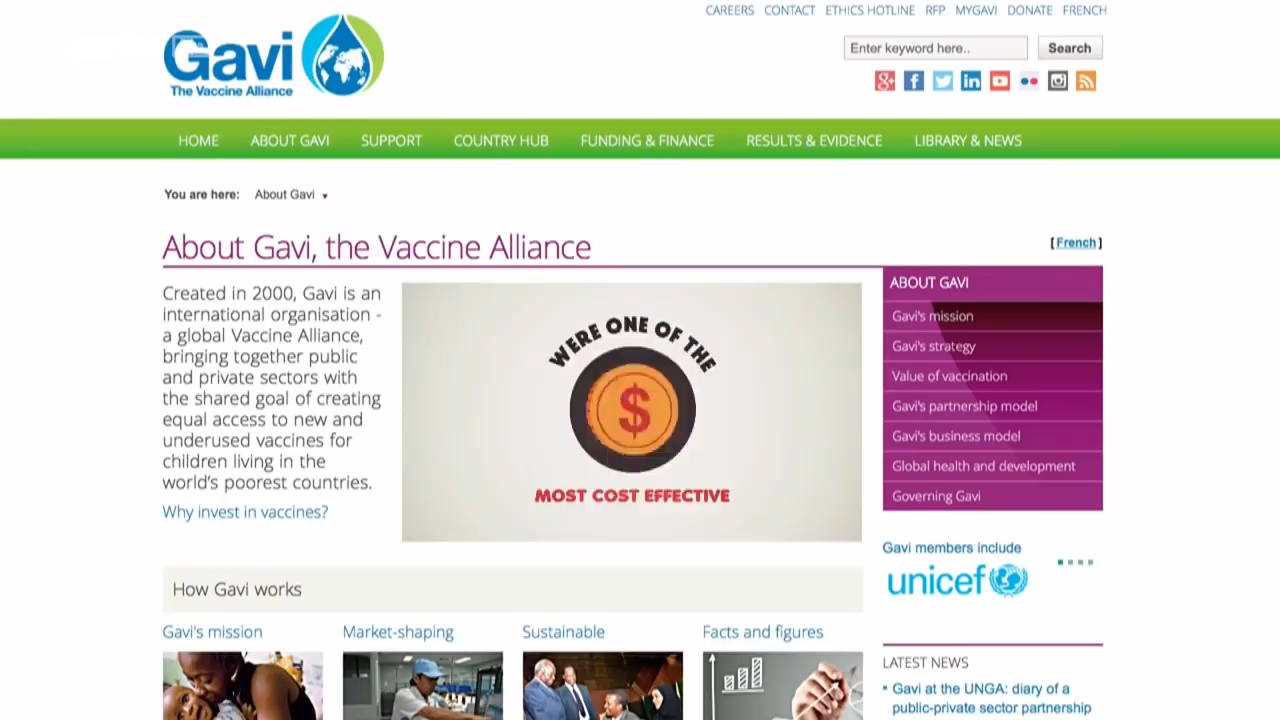 CAREERS CONTACT ETHICS HOTLINE RFP MYGAVI DONATE FRENCH
Gavi
The Vaccine Alliance
Enter keyword here..
Search
HOME ABOUT GAVI SUPPORT COUNTRY HUB FUNDING & FINANCE RESULTS & EVIDENCE LIBRARY & NEWS
You are here: About Gavi
About Gavi, the Vaccine Alliance
[ French ]
Created in 2000, Gavi is an
international organisation -
a global Vaccine Alliance,
bringing together public
and private sectors with
the shared goal of creating
equal access to new and
underused vaccines for
children living in the
world's poorest countries.
Why invest in vaccines?
WERE ONE OF THE
$
MOST COST EFFECTIVE
ABOUT GAVI
Gavi's mission
Gavi's strategy
Value of vaccination
Gavi's partnership model
Gavi's business model
Global health and development
Governing Gavi
Gavi members include
unicef
How Gavi works
Gavi's mission
Market-shaping
Sustainable
Facts and figures
LATEST NEWS
Gavi at the UNGA: diary of a
public-private sector partnership